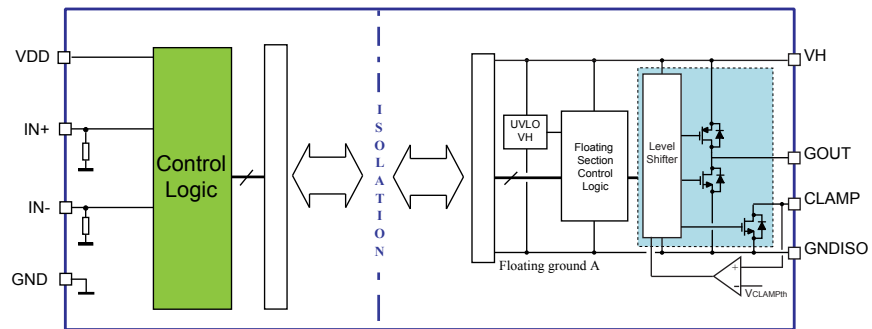 VDD
IN+
IN-
GND
Control
Logic
ISOLATION
UVLO
VH
Floating
Section
Control
Logic
Level
Shifter
Floating ground A
+
-
VCLAMPth
VH
GOUT
CLAMP
GNDISO